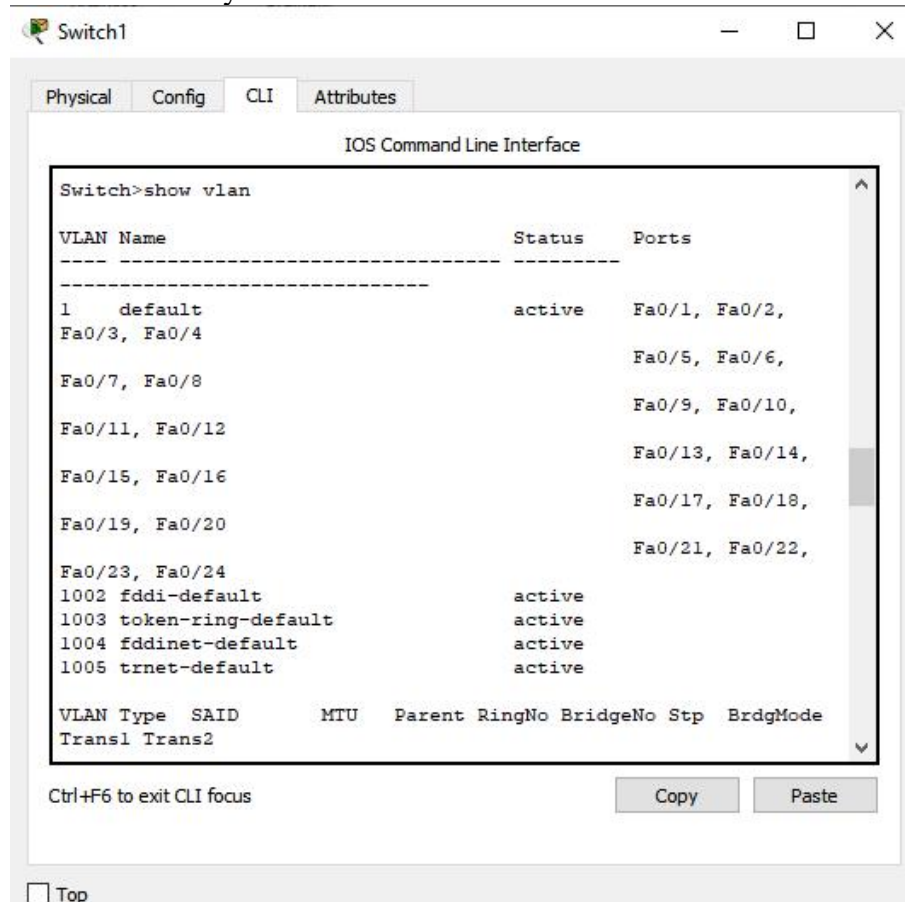 Switch1
Physical Config CLI Attributes
IOS Command Line Interface
Switch>show vlan
VLAN Name Status Ports
---- -------------------------------- ---------
-------------------------------
1 default active Fa0/1, Fa0/2,
Fa0/3, Fa0/4
Fa0/5, Fa0/6,
Fa0/7, Fa0/8
Fa0/9, Fa0/10,
Fa0/11, Fa0/12
Fa0/13, Fa0/14,
Fa0/15, Fa0/16
Fa0/17, Fa0/18,
Fa0/19, Fa0/20
Fa0/21, Fa0/22,
Fa0/23, Fa0/24
1002 fddi-default active
1003 token-ring-default active
1004 fddinet-default active
1005 trnet-default active
VLAN Type SAID MTU Parent RingNo BridgeNo Stp BrdgMode
Trans1 Trans2
Ctrl+F6 to exit CLI focus
Copy Paste
Top